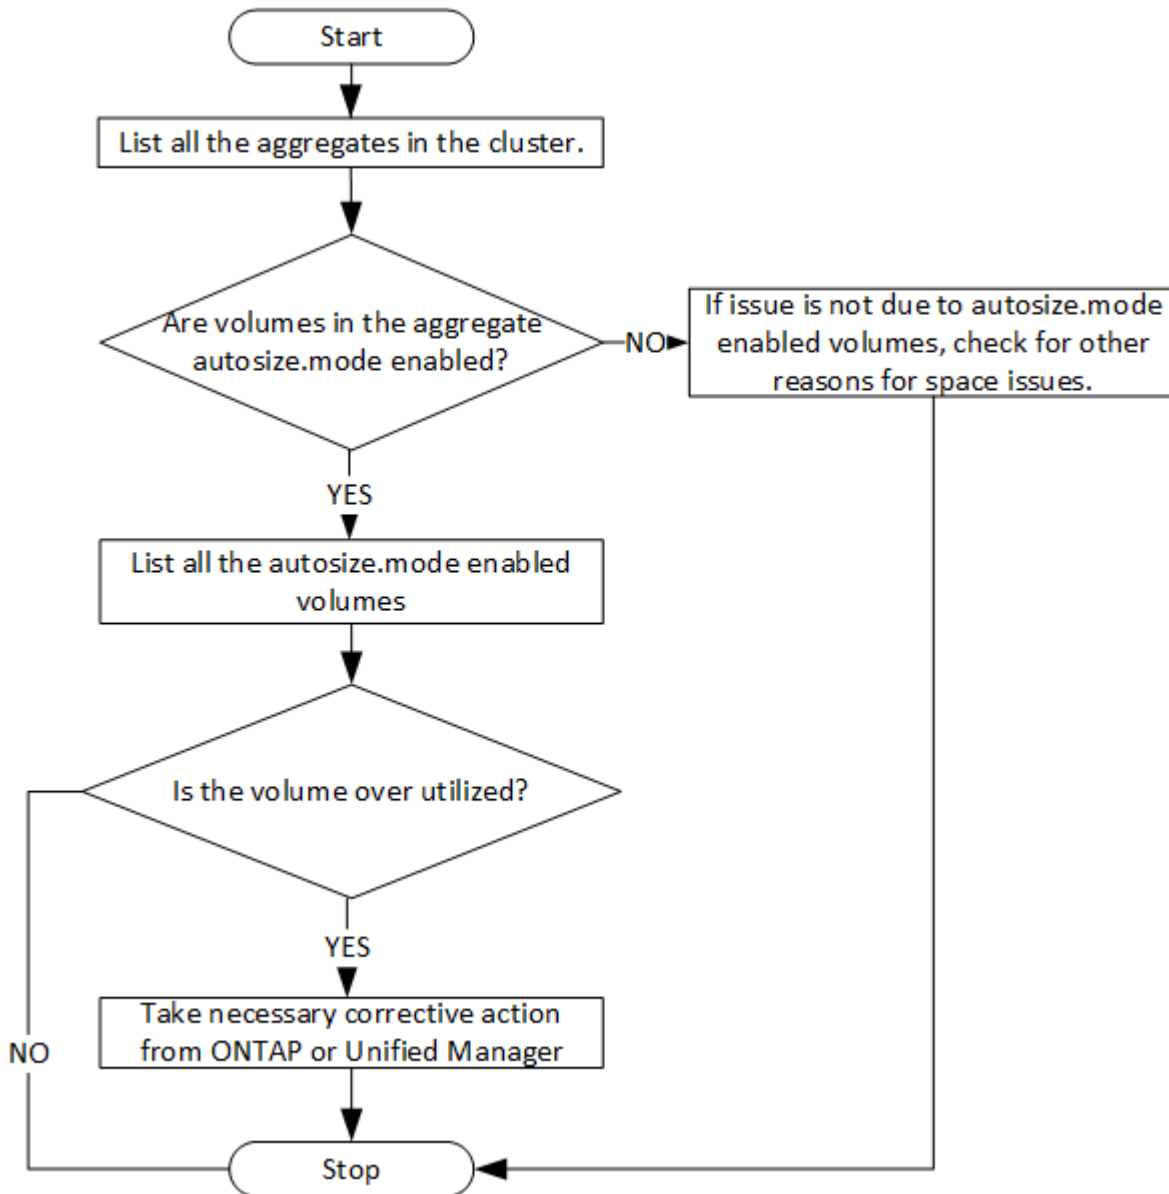 Start
List all the aggregates in the cluster.
Are volumes in the aggregate
autosize.mode enabled?
NO
If issue is not due to autosize.mode
enabled volumes, check for other
reasons for space issues.
YES
List all the autosize.mode enabled
volumes
Is the volume over utilized?
YES
Take necessary corrective action
from ONTAP or Unified Manager
NO
Stop